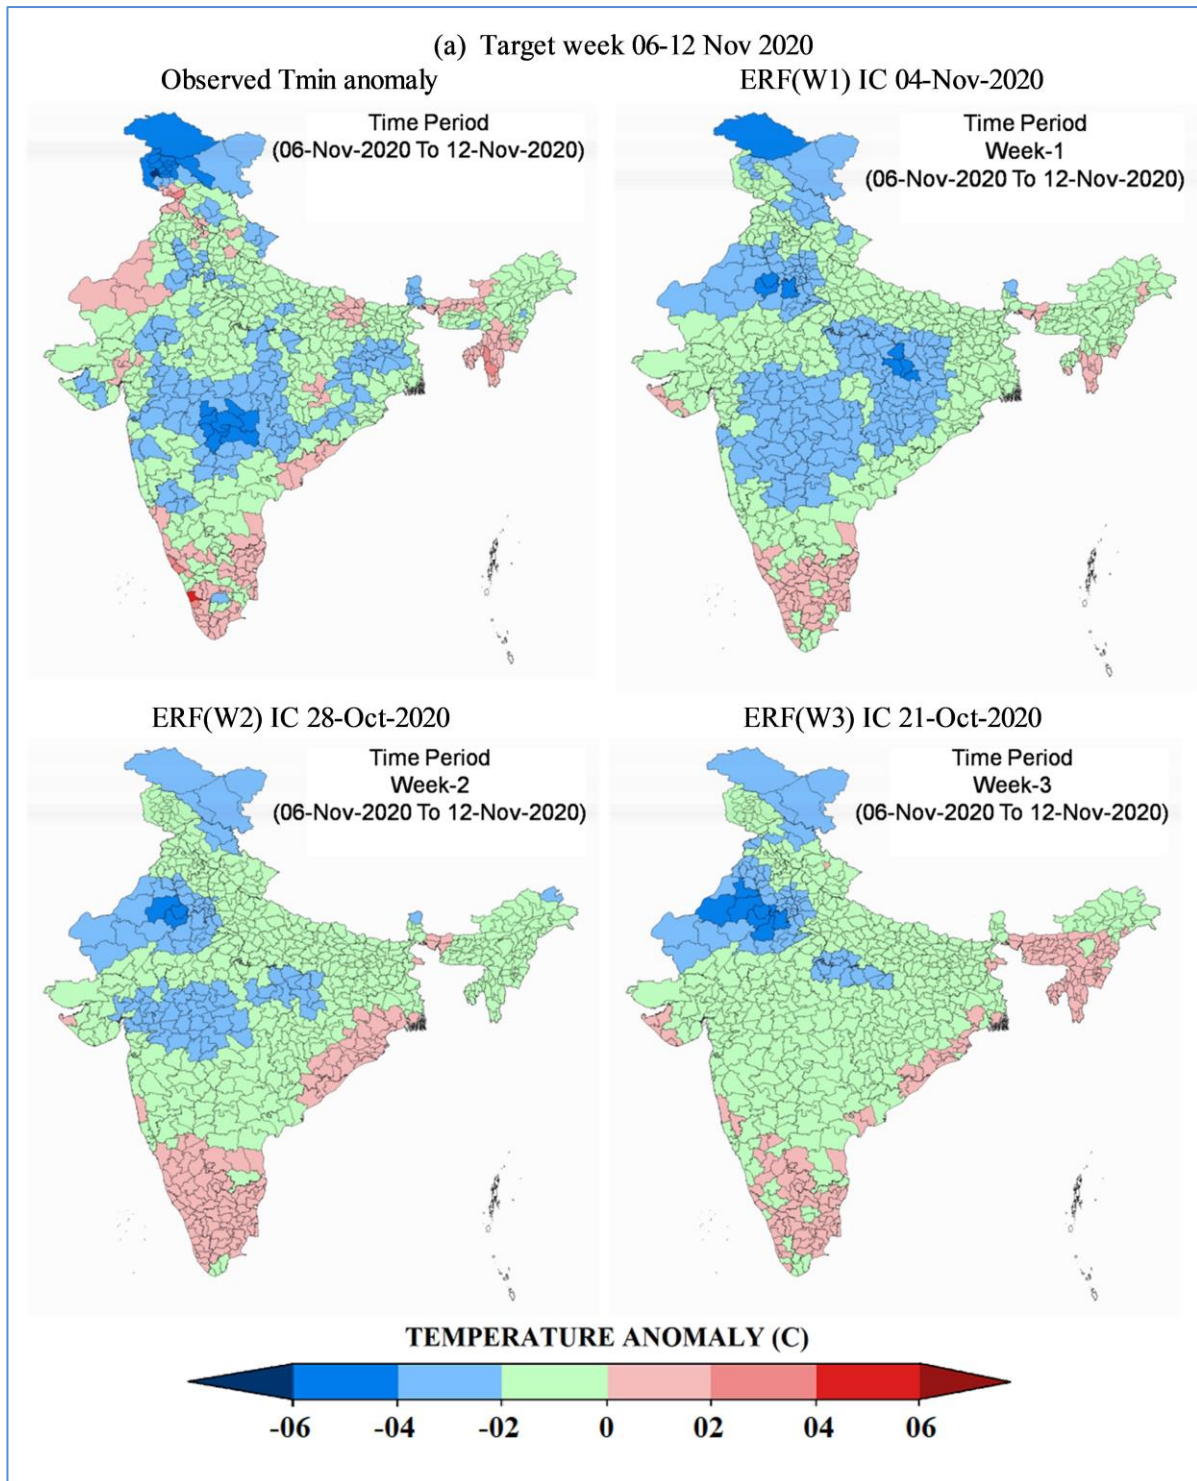 (a) Target week 06-12 Nov 2020
Observed Tmin anomaly
ERF(W1) IC 04-Nov-2020
Time Period
(06-Nov-2020 To 12-Nov-2020)
Time Period
Week-1
(06-Nov-2020 To 12-Nov-2020)
ERF(W2) IC 28-Oct-2020
ERF(W3) IC 21-Oct-2020
Time Period
Week-2
(06-Nov-2020 To 12-Nov-2020)
Time Period
Week-3
(06-Nov-2020 To 12-Nov-2020)
TEMPERATURE ANOMALY (C)
-06 -04 -02 0 02 04 06